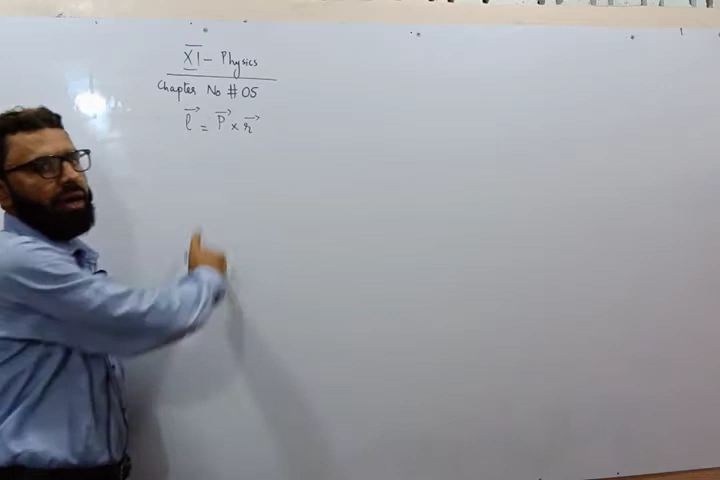 XI - Physics
Chapter No # 05
l⃗ = P⃗ × r⃗